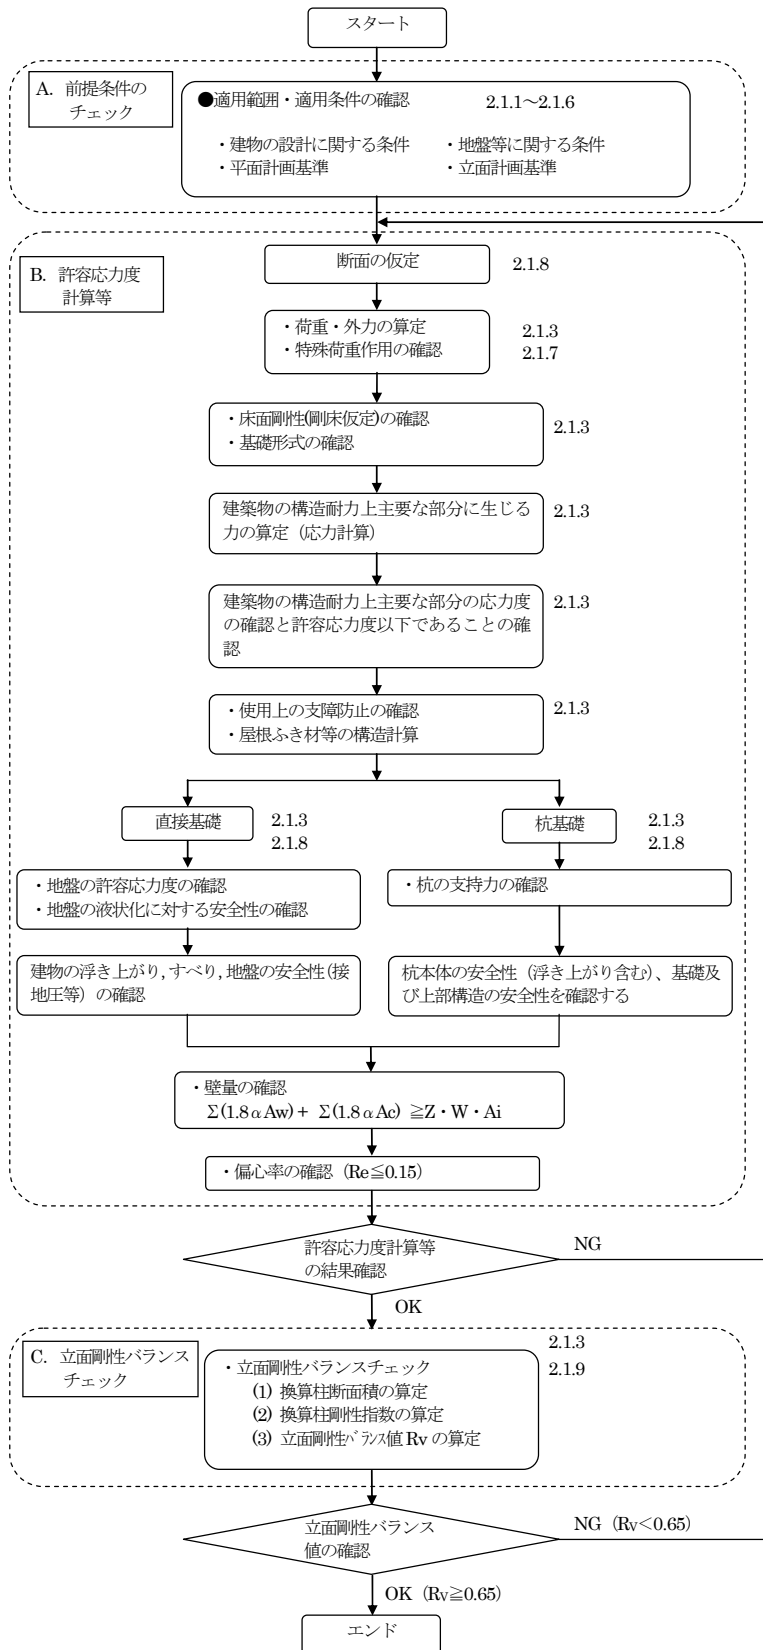 スタート
A. 前提条件の
チェック
●適用範囲・適用条件の確認 2.1.1～2.1.6
・建物の設計に関する条件 ・地盤等に関する条件
・平面計画基準 ・立面計画基準
B. 許容応力度
計算等
断面の仮定 2.1.8
・荷重・外力の算定 2.1.3
・特殊荷重作用の確認 2.1.7
・床面剛性(剛床仮定)の確認 2.1.3
・基礎形式の確認
建築物の構造耐力上主要な部分に生じる 2.1.3
力の算定（応力計算）
建築物の構造耐力上主要な部分の応力度 2.1.3
の確認と許容応力度以下であることの確
認
・使用上の支障防止の確認 2.1.3
・屋根ふき材等の構造計算
直接基礎 2.1.3
2.1.8
杭基礎 2.1.3
2.1.8
・地盤の許容応力度の確認
・地盤の液状化に対する安全性の確認
・杭の支持力の確認
建物の浮き上がり,すべり,地盤の安全性(接
地圧等）の確認
杭本体の安全性（浮き上がり含む）、基礎及
び上部構造の安全性を確認する
・壁量の確認
Σ(1.8αAw)+ Σ(1.8αAc) ≧Z・W・Ai
・偏心率の確認（Re≦0.15）
許容応力度計算等
の結果確認
NG
OK
C. 立面剛性バランス
チェック
2.1.3
2.1.9
・立面剛性バランスチェック
(1) 換算柱断面積の算定
(2) 換算柱剛性指数の算定
(3) 立面剛性ﾊﾞﾗﾝｽ値 Rv の算定
立面剛性バランス
値の確認
NG（Rv<0.65）
OK（Rv≧0.65）
エンド